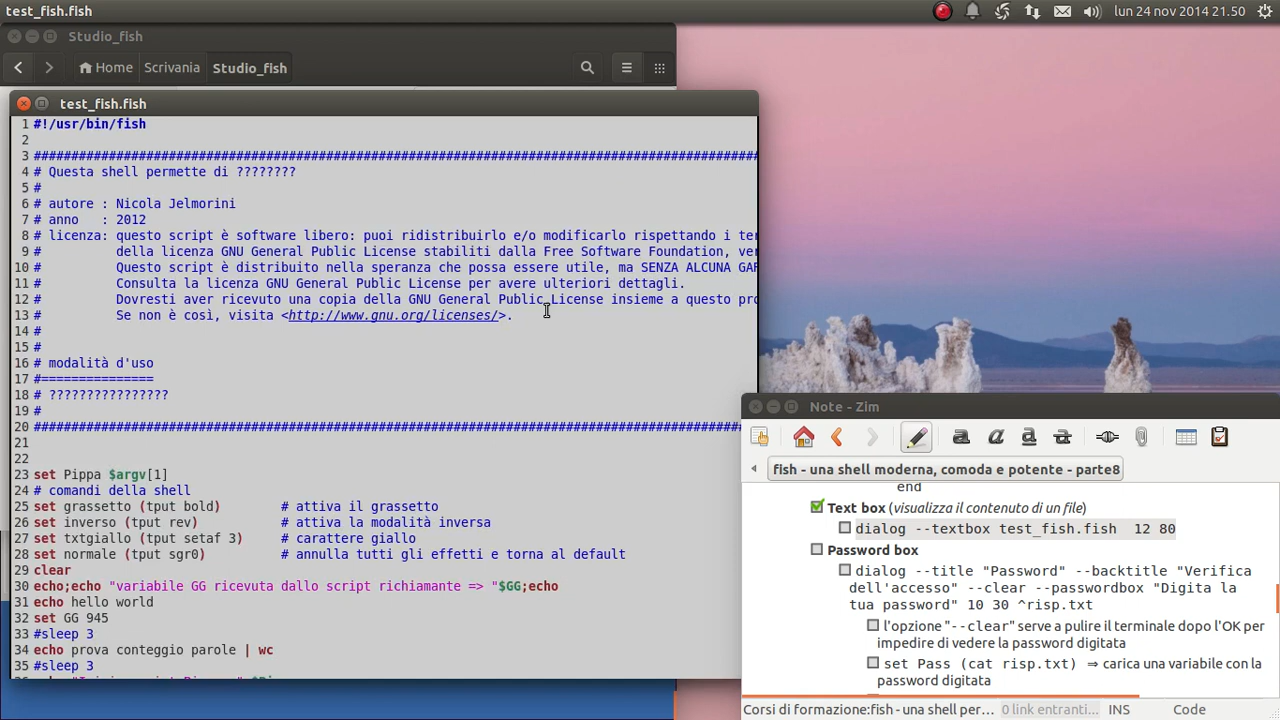 test_fish.fish
lun 24 nov 2014 21.50
Studio_fish
Home
Scrivania
Studio_fish
test_fish.fish
1 #!/usr/bin/fish
2
3 ################################################################################################
4 # Questa shell permette di ????????
5 #
6 # autore : Nicola Jelmorini
7 # anno   : 2012
8 # licenza: questo script è software libero: puoi ridistribuirlo e/o modificarlo rispettando i ter
9 #          della licenza GNU General Public License stabiliti dalla Free Software Foundation, ver
10 #          Questo script è distribuito nella speranza che possa essere utile, ma SENZA ALCUNA GAR
11 #          Consulta la licenza GNU General Public License per avere ulteriori dettagli.
12 #          Dovresti aver ricevuto una copia della GNU General Public License insieme a questo pro
13 #          Se non è così, visita <http://www.gnu.org/licenses/>.
14 #
15 #
16 # modalità d'uso
17 #===============
18 # ????????????????
19 #
20 ###############################################################################################
21
22
23 set Pippa $argv[1]
24 # comandi della shell
25 set grassetto (tput bold)        # attiva il grassetto
26 set inverso (tput rev)           # attiva la modalità inversa
27 set txtgiallo (tput setaf 3)     # carattere giallo
28 set normale (tput sgr0)          # annulla tutti gli effetti e torna al default
29 clear
30 echo;echo "variabile GG ricevuta dallo script richiamante => "$GG;echo
31 echo hello world
32 set GG 945
33 #sleep 3
34 echo prova conteggio parole | wc
35 #sleep 3
Note - Zim
fish - una shell moderna, comoda e potente - parte8
end
Text box (visualizza il contenuto di un file)
dialog --textbox test_fish.fish  12 80
Password box
dialog --title "Password" --backtitle "Verifica
dell'accesso" --clear --passwordbox "Digita la
tua password" 10 30 ^risp.txt
l'opzione "--clear" serve a pulire il terminale dopo l'OK per
impedire di vedere la password digitata
set Pass (cat risp.txt) ⇒ carica una variabile con la
password digitata
Corsi di formazione:fish - una shell per...
0 link entranti...
INS
Code